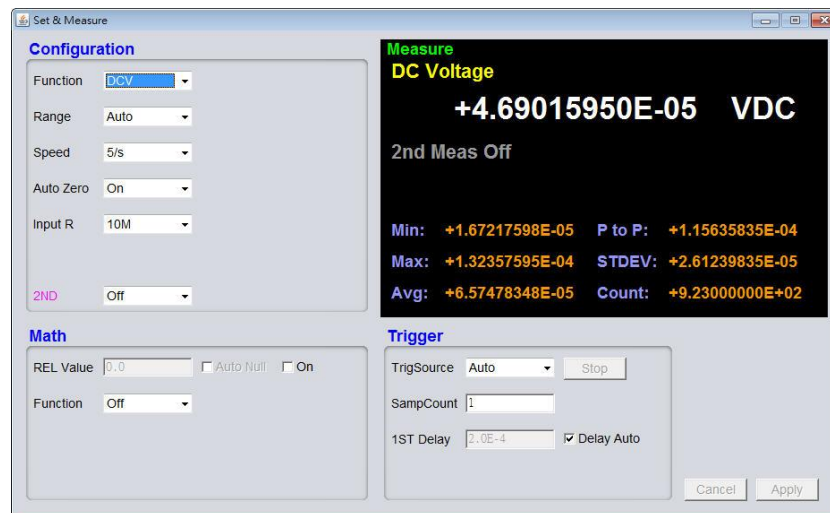 Set & Measure
Configuration
Function DCV
Range Auto
Speed 5/s
Auto Zero On
Input R 10M
2ND Off
Measure
DC Voltage
+4.69015950E-05 VDC
2nd Meas Off
Min: +1.67217598E-05 P to P: +1.15635835E-04
Max: +1.32357595E-04 STDEV: +2.61239835E-05
Avg: +6.57478348E-05 Count: +9.23000000E+02
Math
REL Value 0.0 Auto Null On
Function Off
Trigger
TrigSource Auto Stop
SampCount 1
1ST Delay 2.0E-4 Delay Auto
Cancel Apply